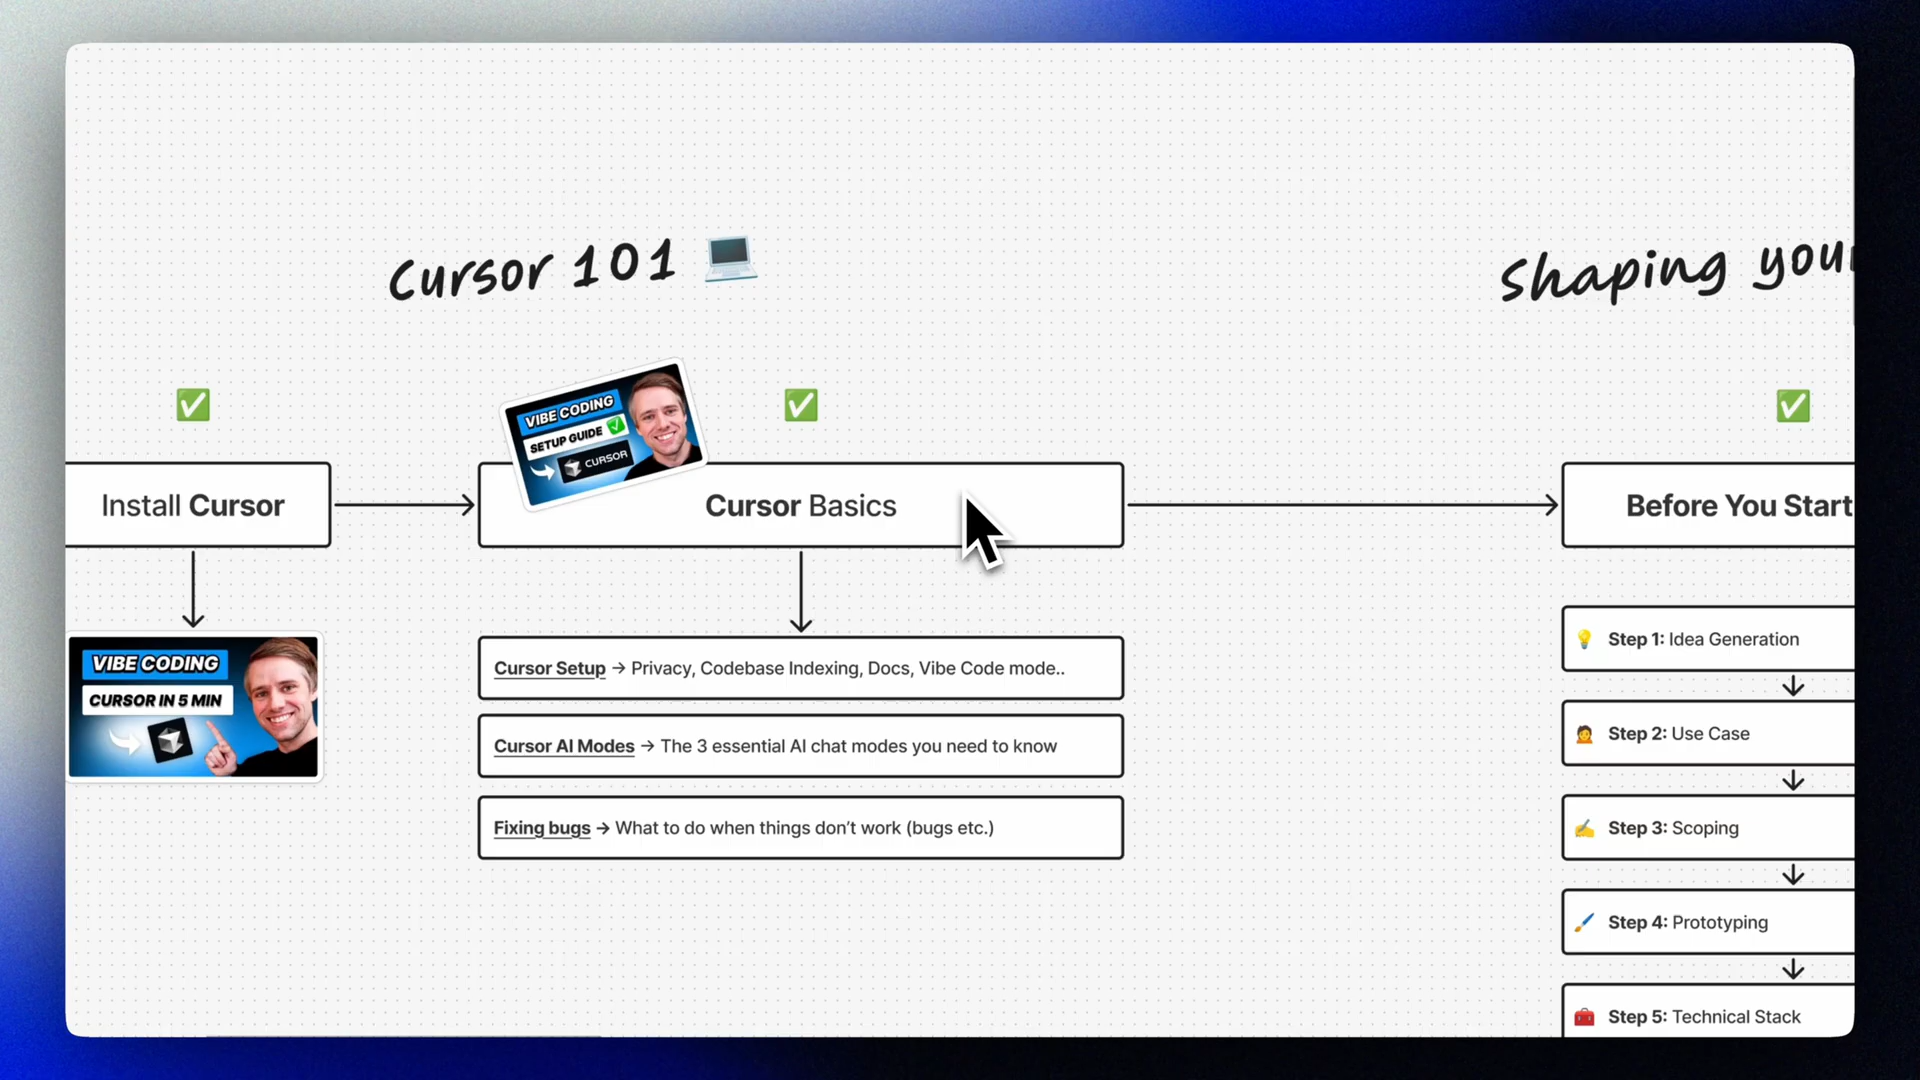 Cursor 101 💻
Shaping your
✅
✅
✅
VIBE CODING
SETUP GUIDE ✅
CURSOR
Install Cursor
Cursor Basics
Before You Start
VIBE CODING
CURSOR IN 5 MIN
Cursor Setup → Privacy, Codebase Indexing, Docs, Vibe Code mode..
Cursor AI Modes → The 3 essential AI chat modes you need to know
Fixing bugs → What to do when things don’t work (bugs etc.)
💡 Step 1: Idea Generation
🙍 Step 2: Use Case
✍️ Step 3: Scoping
🖌️ Step 4: Prototyping
🧰 Step 5: Technical Stack